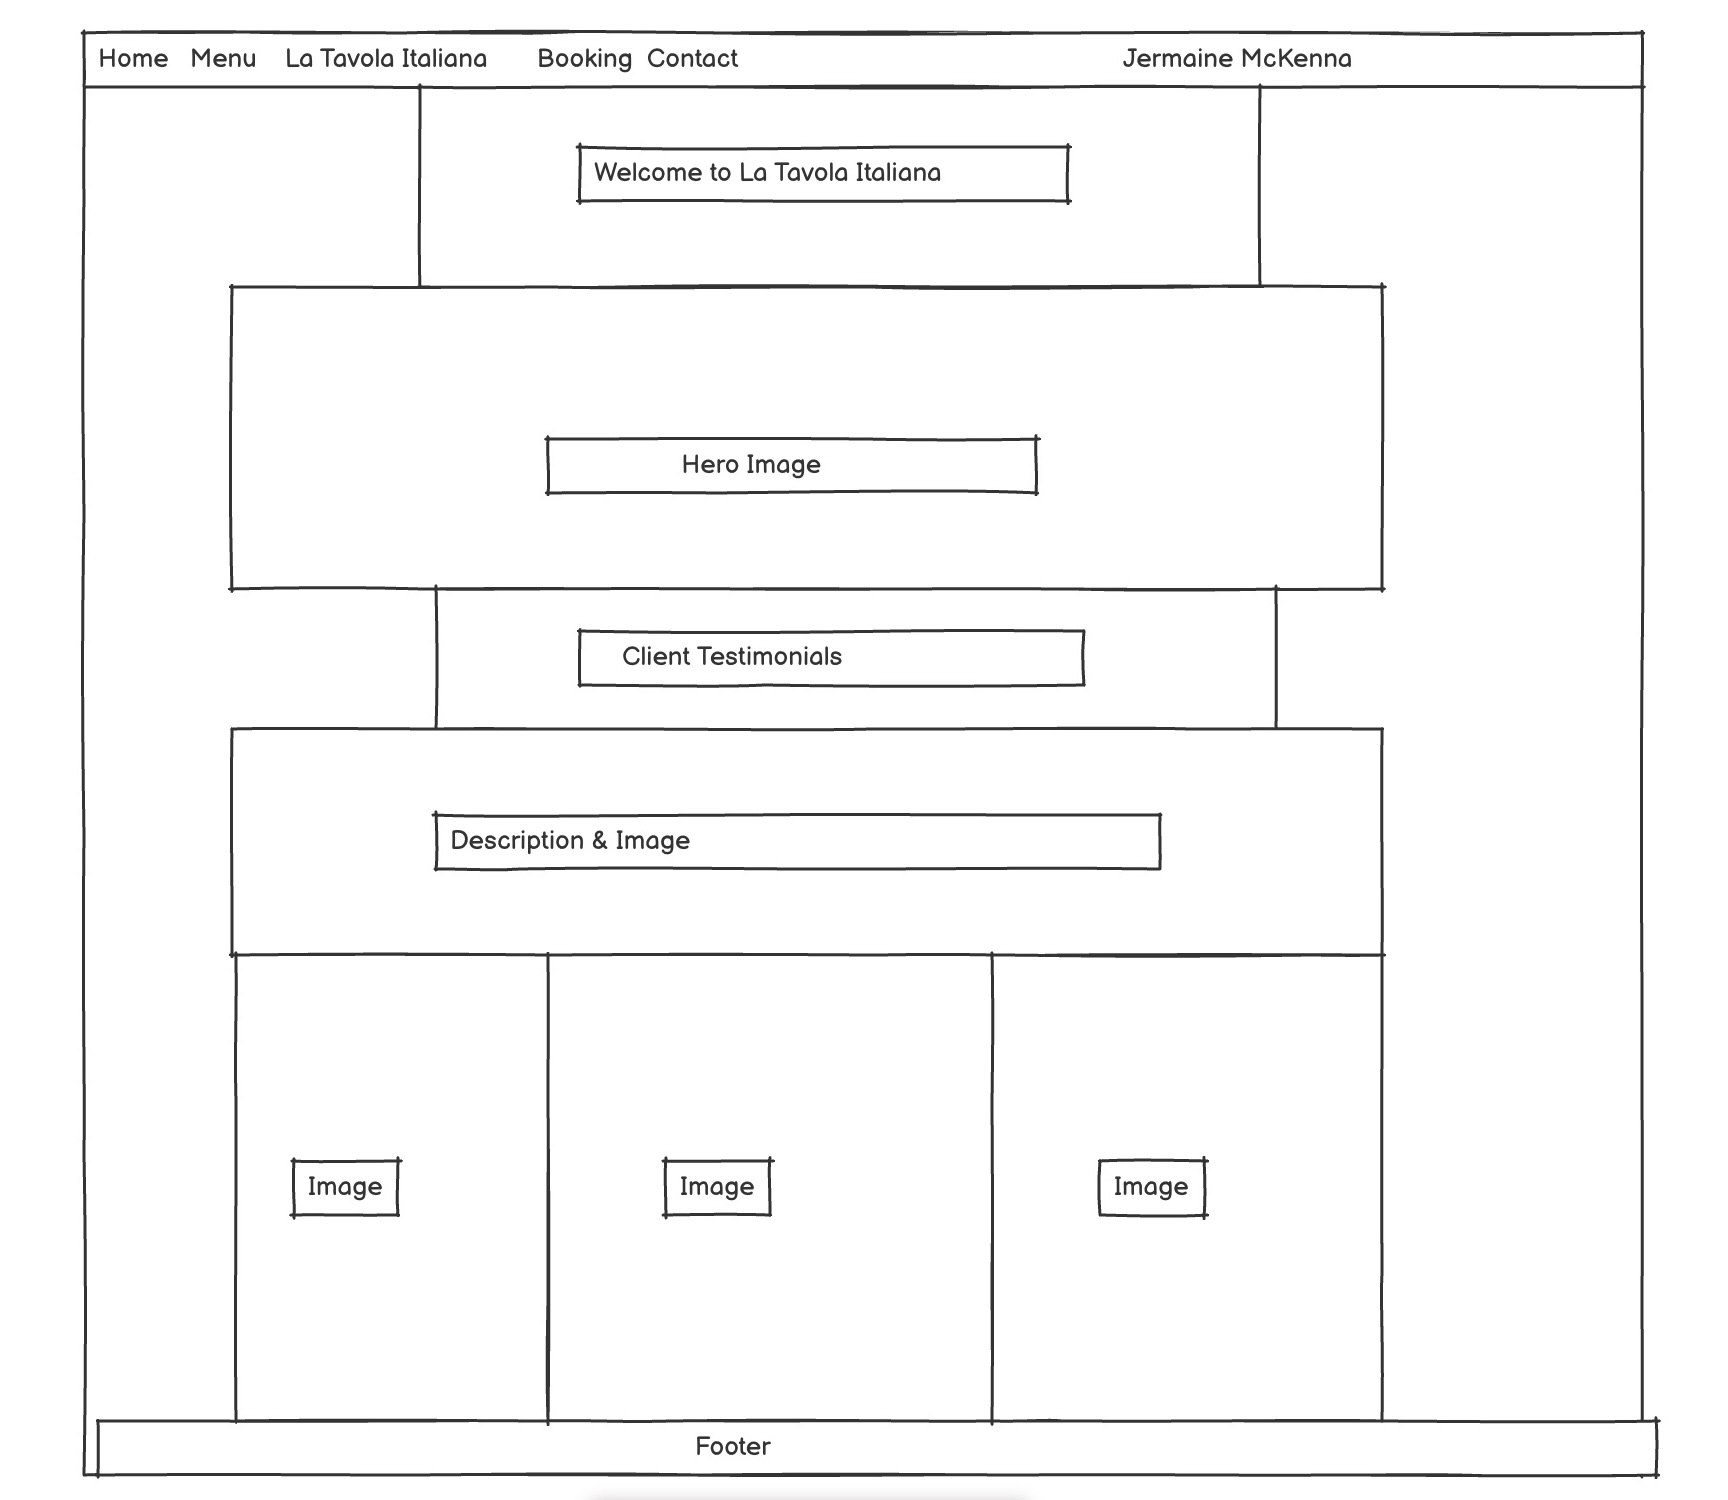 Home Menu La Tavola Italiana Booking Contact Jermaine McKenna
Welcome to La Tavola Italiana
Hero Image
Client Testimonials
Description & Image
Image Image Image
Footer